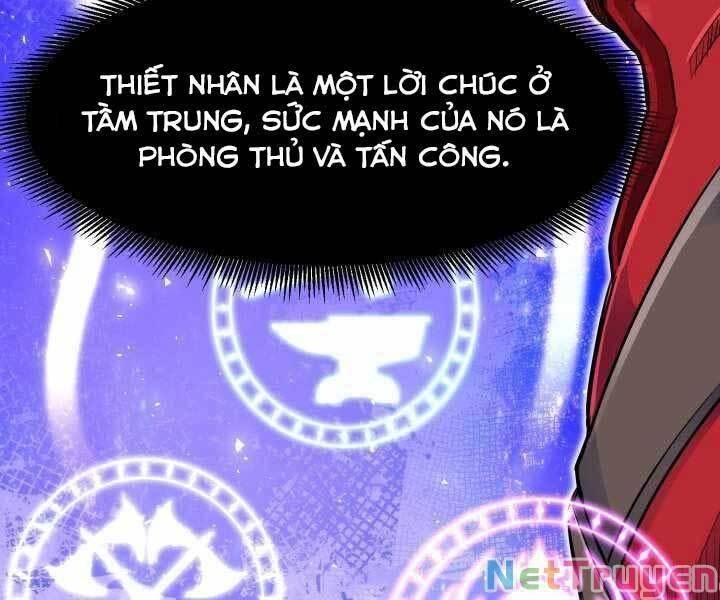 THIẾT NHÂN LÀ MỘT LỜI CHÚC Ở
TẦM TRUNG, SỨC MẠNH CỦA NÓ LÀ
PHÒNG THỦ VÀ TẤN CÔNG.
NetTruyen